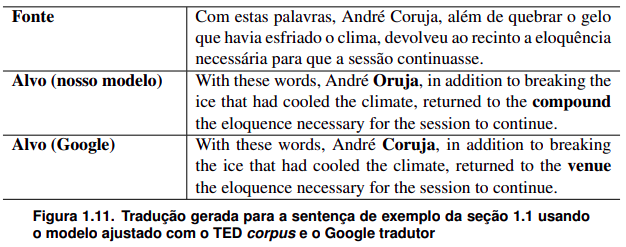 Fonte Com estas palavras, André Coruja, além de quebrar o gelo
que havia esfriado o clima, devolveu ao recinto a eloquência
necessária para que a sessão continuasse.
Alvo (nosso modelo) With these words, André Oruja, in addition to breaking the
ice that had cooled the climate, returned to the compound
the eloquence necessary for the session to continue.
Alvo (Google) With these words, André Coruja, in addition to breaking
the ice that had cooled the climate, returned to the venue
the eloquence necessary for the session to continue.
Figura 1.11. Tradução gerada para a sentença de exemplo da seção 1.1 usando
o modelo ajustado com o TED corpus e o Google tradutor